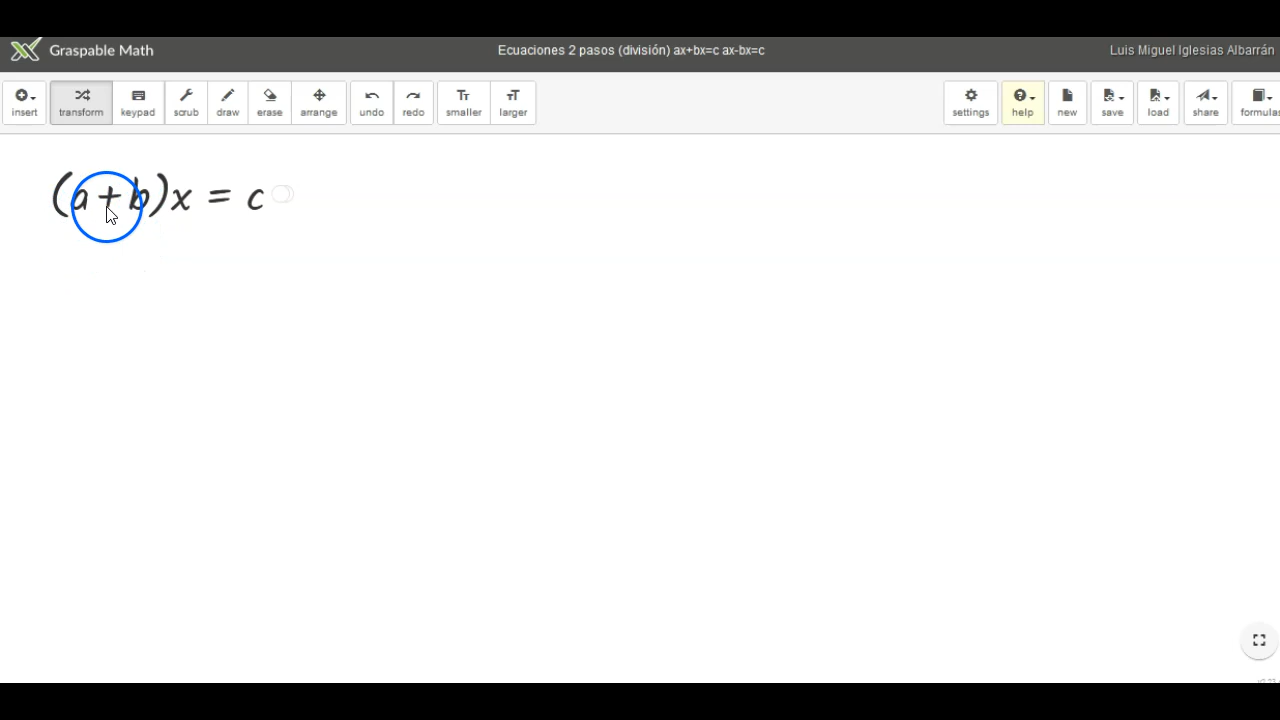 Graspable Math Ecuaciones 2 pasos (división) ax+bx=c ax-bx=c Luis Miguel Iglesias Albarrán
insert transform keypad scrub draw erase arrange undo redo smaller larger settings help new save load share formulas
(a + b)x = c